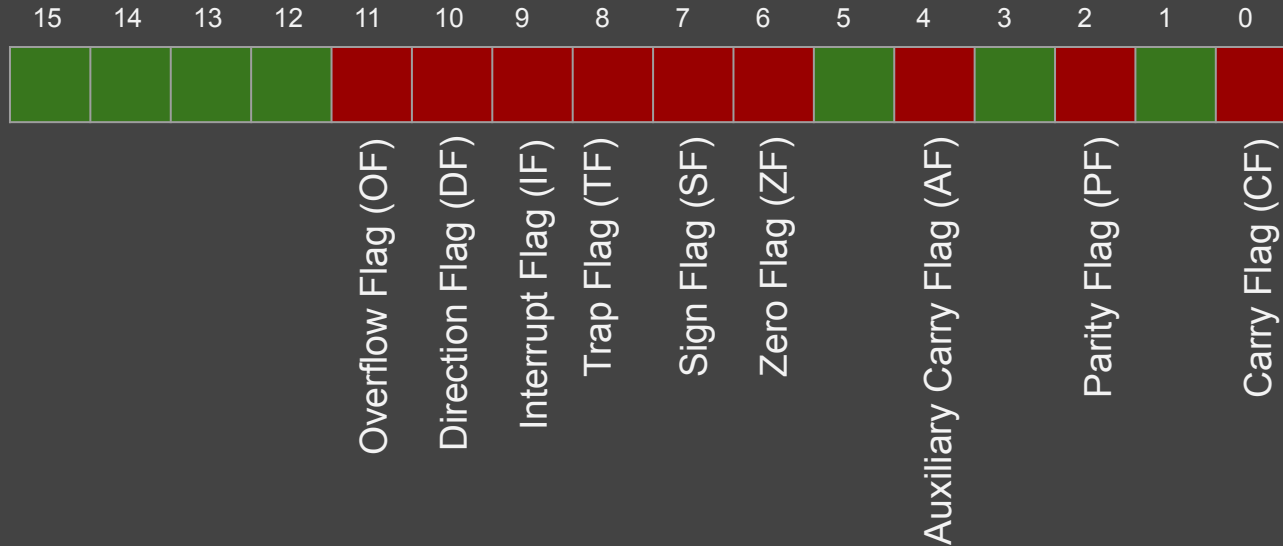 15 14 13 12 11 10 9 8 7 6 5 4 3 2 1 0
Overflow Flag (OF)
Direction Flag (DF)
Interrupt Flag (IF)
Trap Flag (TF)
Sign Flag (SF)
Zero Flag (ZF)
Auxiliary Carry Flag (AF)
Parity Flag (PF)
Carry Flag (CF)